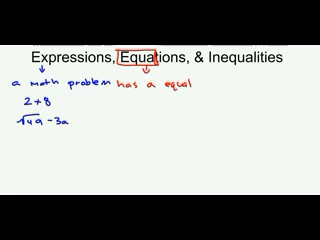 Expressions, Equations, & Inequalities
a math problem has a equal
2+8
√49-3a